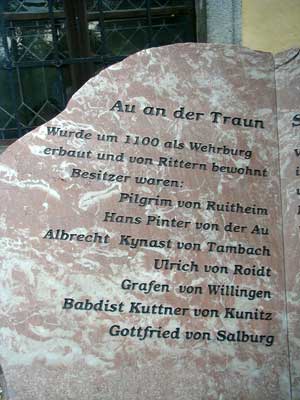 Au an der Traun
Wurde um 1100 als Wehrburg
erbaut und von Rittern bewohnt
Besitzer waren:
Pilgrim von Ruitheim
Hans Pinter von der Au
Albrecht Kynast von Tambach
Ulrich von Roidt
Grafen von Willingen
Babdist Kuttner von Kunitz
Gottfried von Salburg